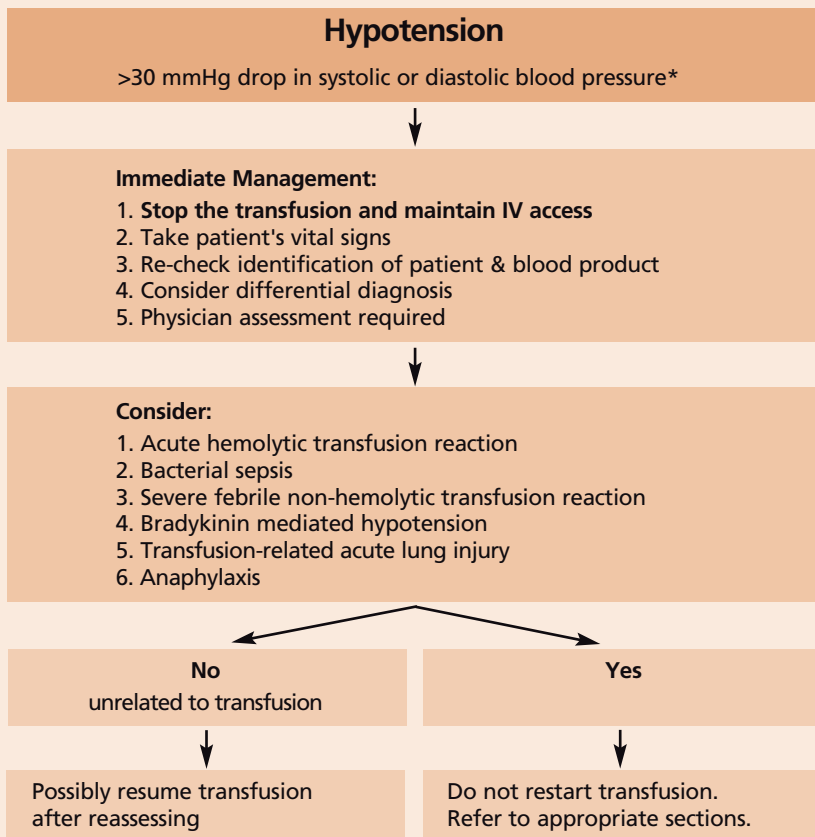 Hypotension
>30 mmHg drop in systolic or diastolic blood pressure*
Immediate Management:
1. Stop the transfusion and maintain IV access
2. Take patient's vital signs
3. Re-check identification of patient & blood product
4. Consider differential diagnosis
5. Physician assessment required
Consider:
1. Acute hemolytic transfusion reaction
2. Bacterial sepsis
3. Severe febrile non-hemolytic transfusion reaction
4. Bradykinin mediated hypotension
5. Transfusion-related acute lung injury
6. Anaphylaxis
No
unrelated to transfusion
Yes
Possibly resume transfusion
after reassessing
Do not restart transfusion.
Refer to appropriate sections.